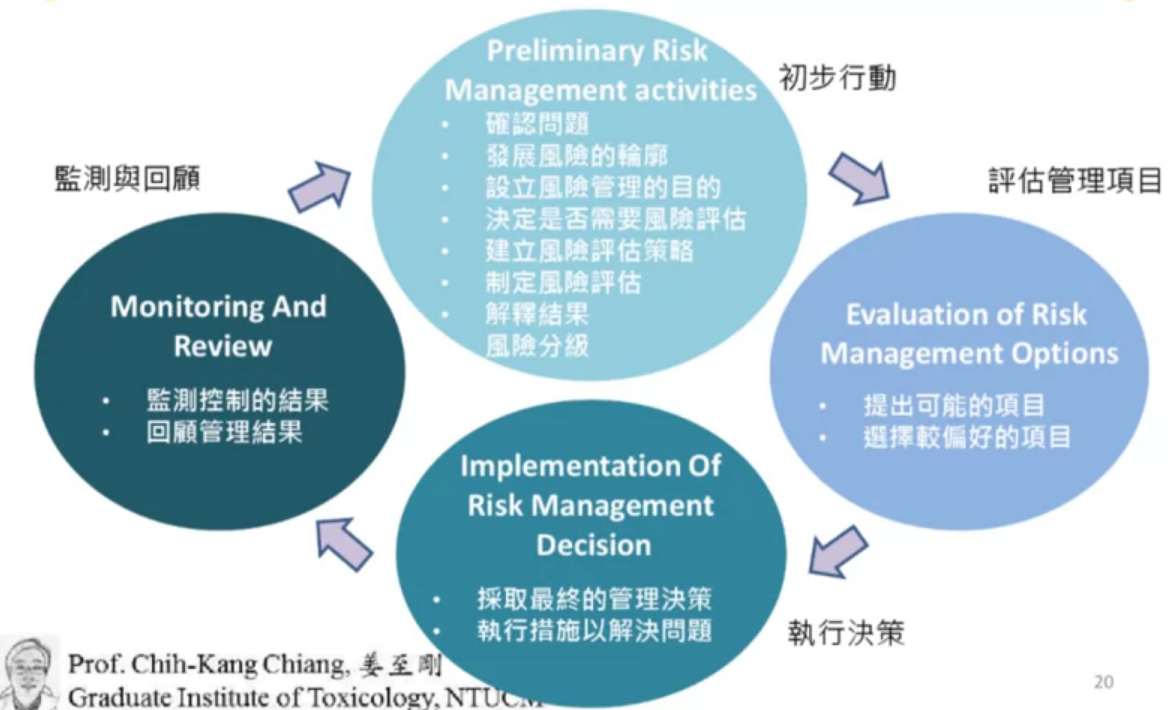 Preliminary Risk
Management activities
• 確認問題
• 發展風險的輪廓
• 設立風險管理的目的
• 決定是否需要風險評估
• 建立風險評估策略
• 制定風險評估
• 解釋結果
風險分級
初步行動
評估管理項目
Evaluation of Risk
Management Options
• 提出可能的項目
• 選擇較偏好的項目
執行決策
Implementation Of
Risk Management
Decision
• 採取最終的管理決策
• 執行措施以解決問題
監測與回顧
Monitoring And
Review
• 監測控制的結果
• 回顧管理結果
Prof. Chih-Kang Chiang, 姜至剛
Graduate Institute of Toxicology, NTUCM
20